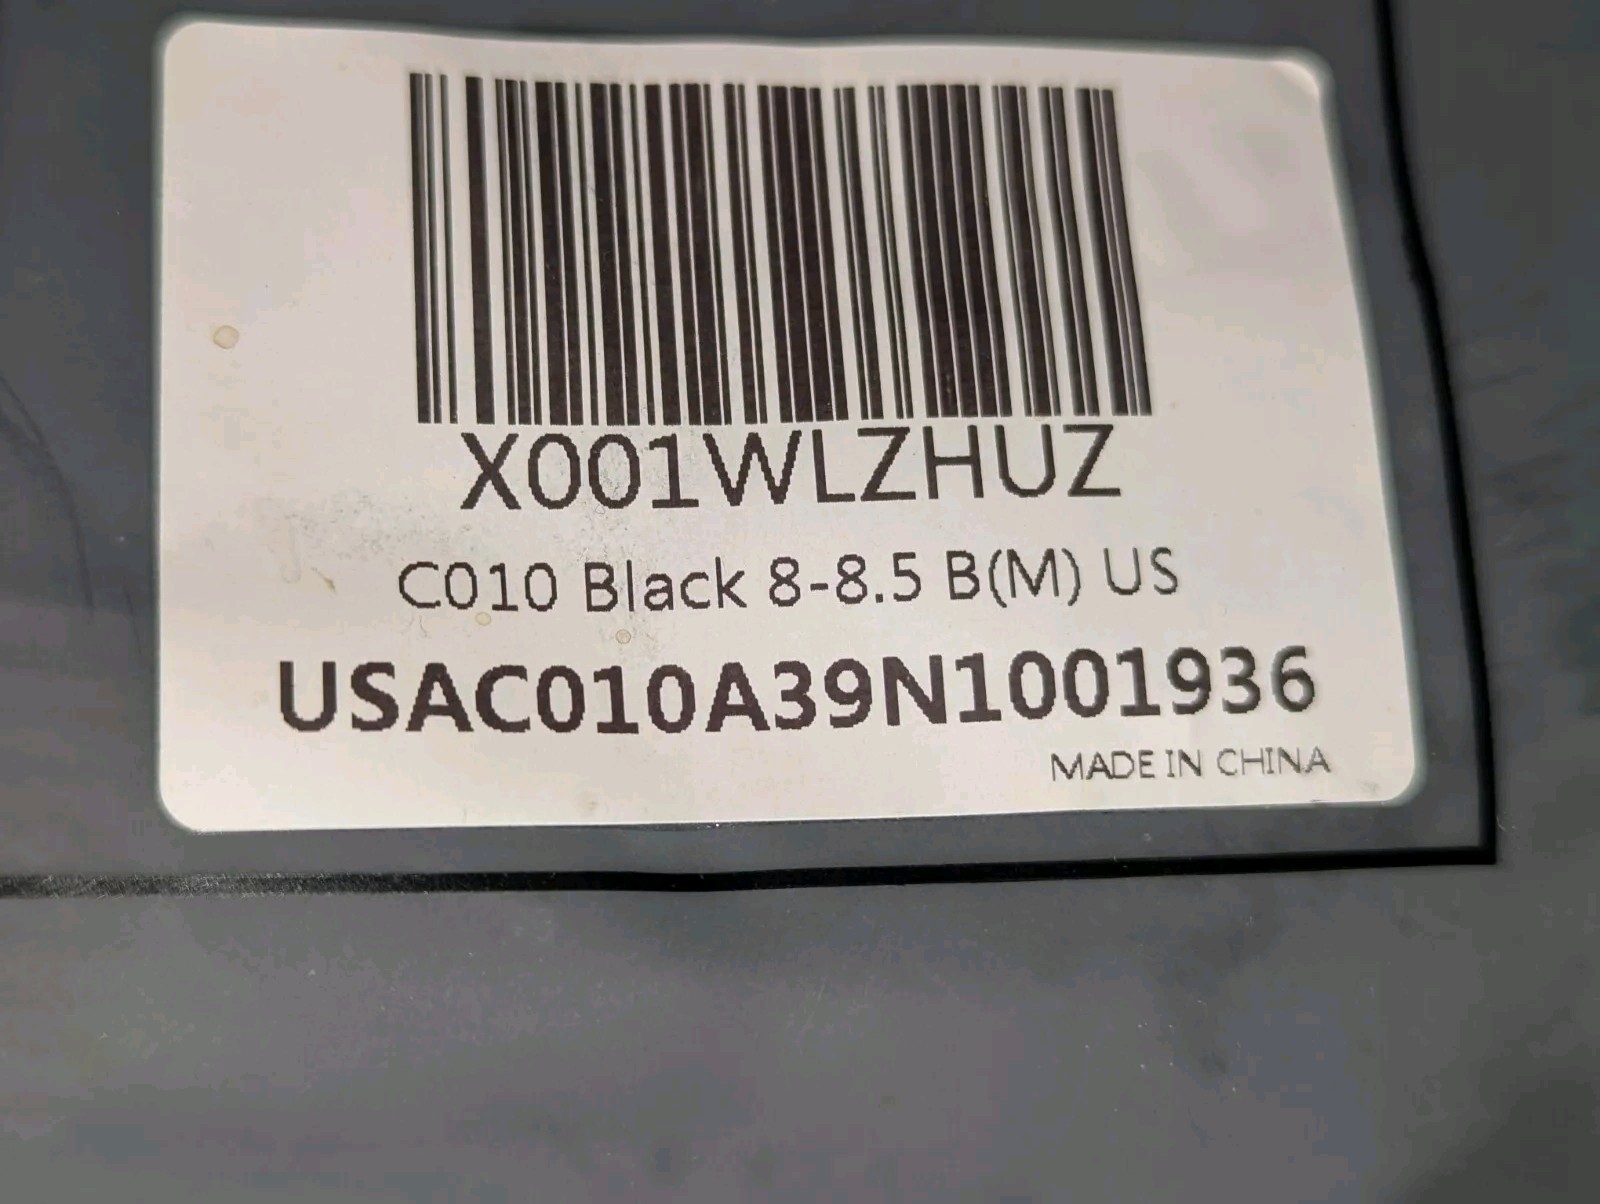 X001WLZHUZ
C010 Black 8-8.5 B(M) US
USAC010A39N1001936
MADE IN CHINA